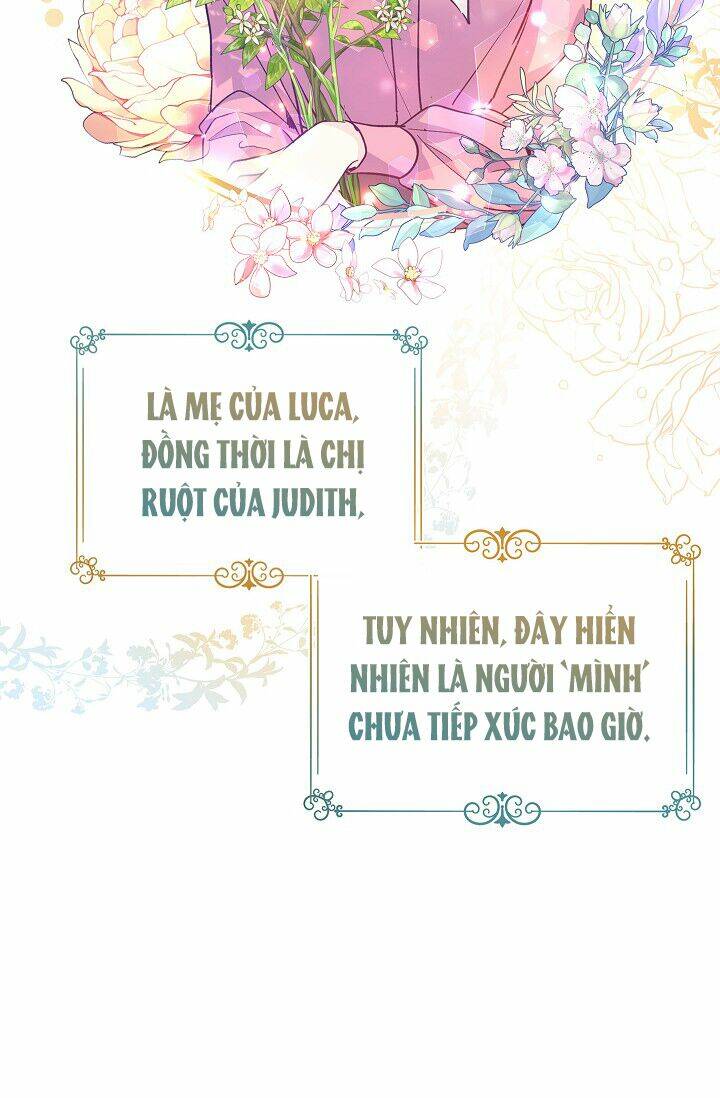 LÀ MẸ CỦA LUCA,
ĐỒNG THỜI LÀ CHỊ
RUỘT CỦA JUDITH,
TUY NHIÊN, ĐÂY HIỂN
NHIÊN LÀ NGƯỜI 'MÌNH'
CHƯA TIẾP XÚC BAO GIỜ.